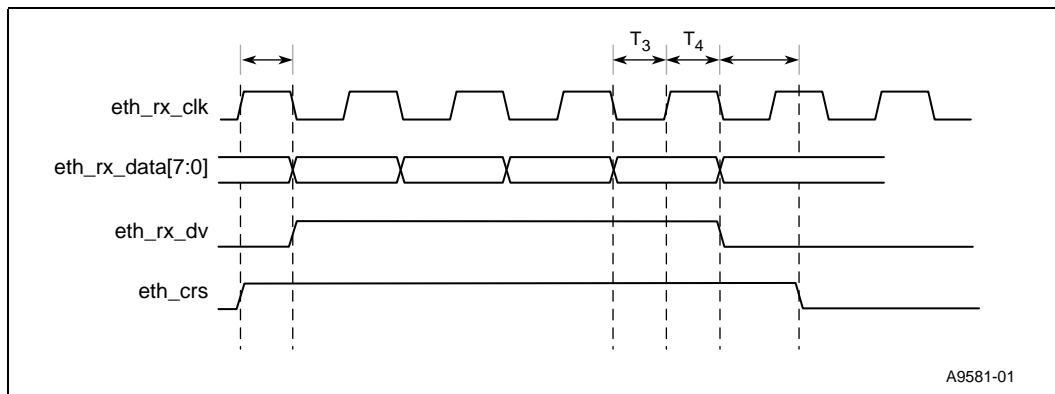 T3 T4
eth_rx_clk
eth_rx_data[7:0]
eth_rx_dv
eth_crs
A9581-01